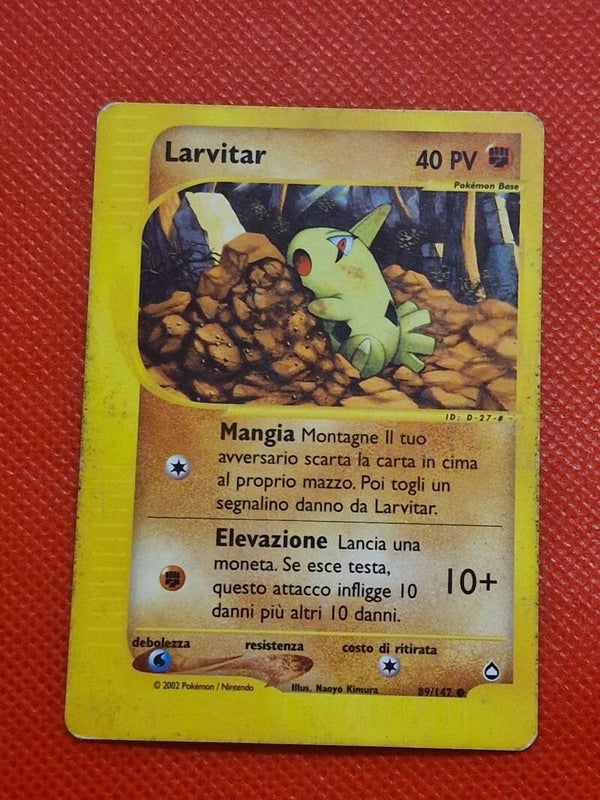 Larvitar
40 PV
Pokémon Base
ID: D-27-#
Mangia Montagne Il tuo
avversario scarta la carta in cima
al proprio mazzo. Poi togli un
segnalino danno da Larvitar.
Elevazione Lancia una
moneta. Se esce testa,
questo attacco infligge 10
danni più altri 10 danni.
10+
debolezza
resistenza
costo di ritirata
© 2002 Pokémon / Nintendo
Illus. Naoyo Kimura
89/147